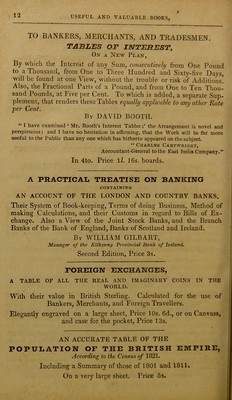 12 USEFUL AND VALUABLE BOOKS,
TO BANKERS, MERCHANTS, AND TRADESMEN.
TABLES OF INTEREST,
ON A NEW PLAN,
By which the Interest of any Sum, consecutively from One Pound
to a Thousand, from One to Three Hundred and Sixty-five Days,
will be found at one View, without the trouble or risk of Additions.
Also, the Fractional Parts of a Pound, and from One to Ten Thou-
sand Pounds, at Five per Cent. To which is added, a separate Sup-
plement, that renders these Tables equally applicable to any other Rate
per Cent.
BY DAVID BOOTH.
"I have examined 'Mr. Booth's Interest Tables;' the Arrangement is novel and
perspicuous; and I have no hesitation in affirming, that the Work will be far more
useful to the Public than any one which has hitherto appeared on the subject.
"CHARLES CARTWRIGHT,
Accountant-General to the East India Company."
In 4to. Price 1l. 16s. boards.
A PRACTICAL TREATISE ON BANKING
CONTAINING
AN ACCOUNT OF THE LONDON AND COUNTRY BANKS,
Their System of Book-keeping, Terms of doing Business, Method of
making Calculations, and their Customs in regard to Bills of Ex-
change. Also a View of the Joint Stock Banks, and the Branch
Banks of the Bank of England, Banks of Scotland and Ireland.
By WILLIAM GILBART,
Manager of the Kilkenny Provincial Bank of Ireland.
Second Edition, Price 3s.
FOREIGN EXCHANGES,
A TABLE OF ALL THE REAL AND IMAGINARY COINS IN THE
WORLD.
With their value in British Sterling. Calculated for the use of
Bankers, Merchants, and Foreign Travellers.
Elegantly engraved on a large sheet, Price 10s. 6d., or on Canvass,
and case for the pocket, Price 13s.
AN ACCURATE TABLE OF THE
POPULATION OF THE BRITISH EMPIRE,
According to the Census of 1821.
Including a Summary of those of 1801 and 1811.
On a very large sheet. Price 5s.